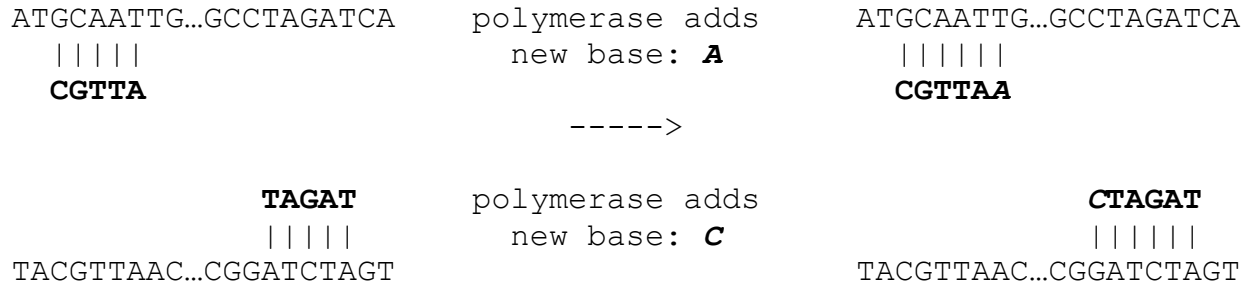 ATGCAATTG…GCCTAGATCA polymerase adds ATGCAATTG…GCCTAGATCA
||||| new base: A ||||||
CGTTA CGTTAA
----->
TAGAT polymerase adds CTAGAT
||||| new base: C ||||||
TACGTTAAC…CGGATCTAGT TACGTTAAC…CGGATCTAGT